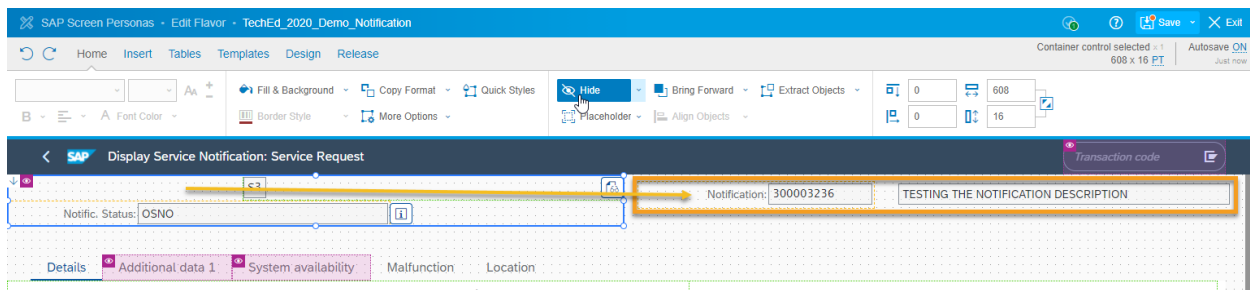 SAP Screen Personas • Edit Flavor • TechEd_2020_Demo_Notification
Save Exit
Home Insert Tables Templates Design Release
Container control selected x 1
608 x 16 PT
Autosave ON
Just now
Fill & Background Copy Format Quick Styles Hide Bring Forward Extract Objects 0 608
B A Font Color Border Style More Options Placeholder Align Objects 0 16
SAP Display Service Notification: Service Request Transaction code
S3 Notification: 300003236 TESTING THE NOTIFICATION DESCRIPTION
Notific. Status: OSNO
Details Additional data 1 System availability Malfunction Location